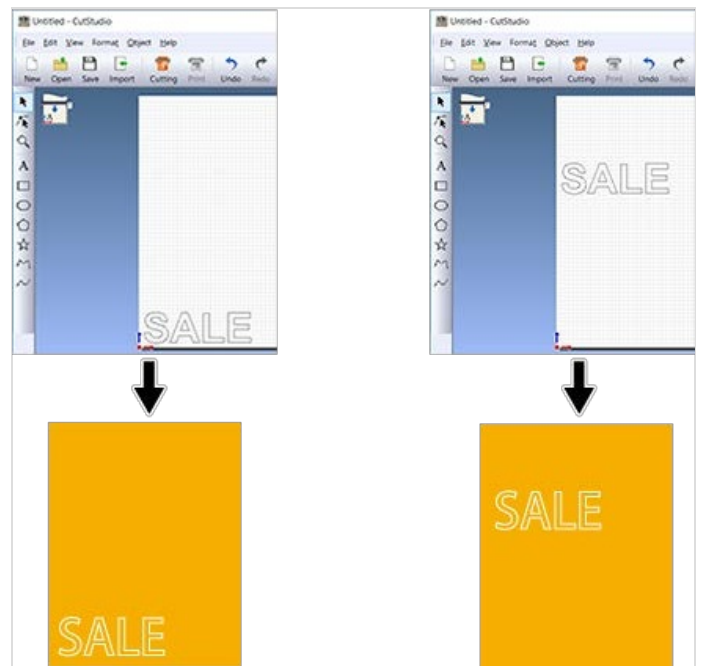 Untitled - CutStudio
File Edit View Format Object Help
New Open Save Import Cutting Print Undo Redo
A
SALE
SALE
Untitled - CutStudio
File Edit View Format Object Help
New Open Save Import Cutting Print Undo Redo
A
SALE
SALE